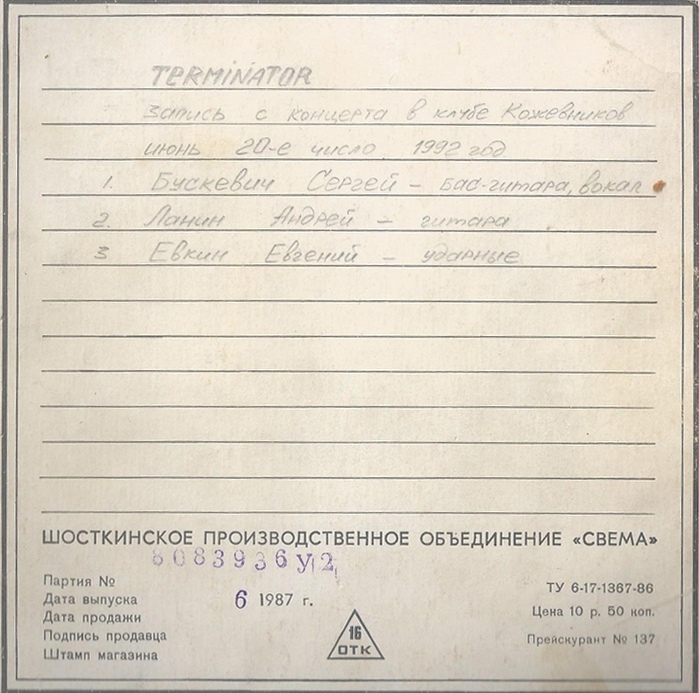 TERMINATOR
Запись с концерта в клубе Кожевников
июнь 20-е число 1992 год
1. Бускевич Сергей - бас-гитара, вокал
2. Ланин Андрей - гитара
3 Евкин Евгений - ударные
ШОСТКИНСКОЕ ПРОИЗВОДСТВЕННОЕ ОБЪЕДИНЕНИЕ «СВЕМА»
8083936У2
Партия №
Дата выпуска 6 1987 г.
Дата продажи
Подпись продавца
Штамп магазина
16
ОТК
ТУ 6-17-1367-86
Цена 10 р. 50 коп.
Прейскурант № 137